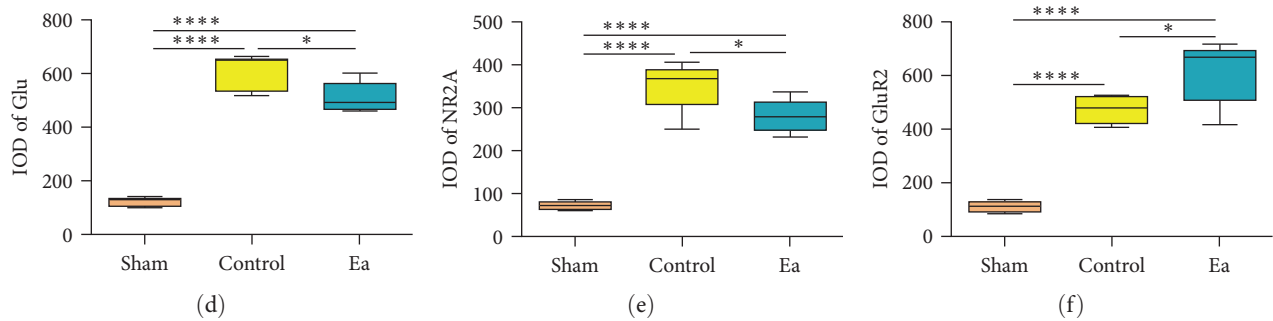 IOD of Glu
800
600
400
200
0
****
****
*
Sham
Control
Ea
(d)
IOD of NR2A
500
400
300
200
100
0
****
****
*
Sham
Control
Ea
(e)
IOD of GluR2
800
600
400
200
0
****
*
****
Sham
Control
Ea
(f)